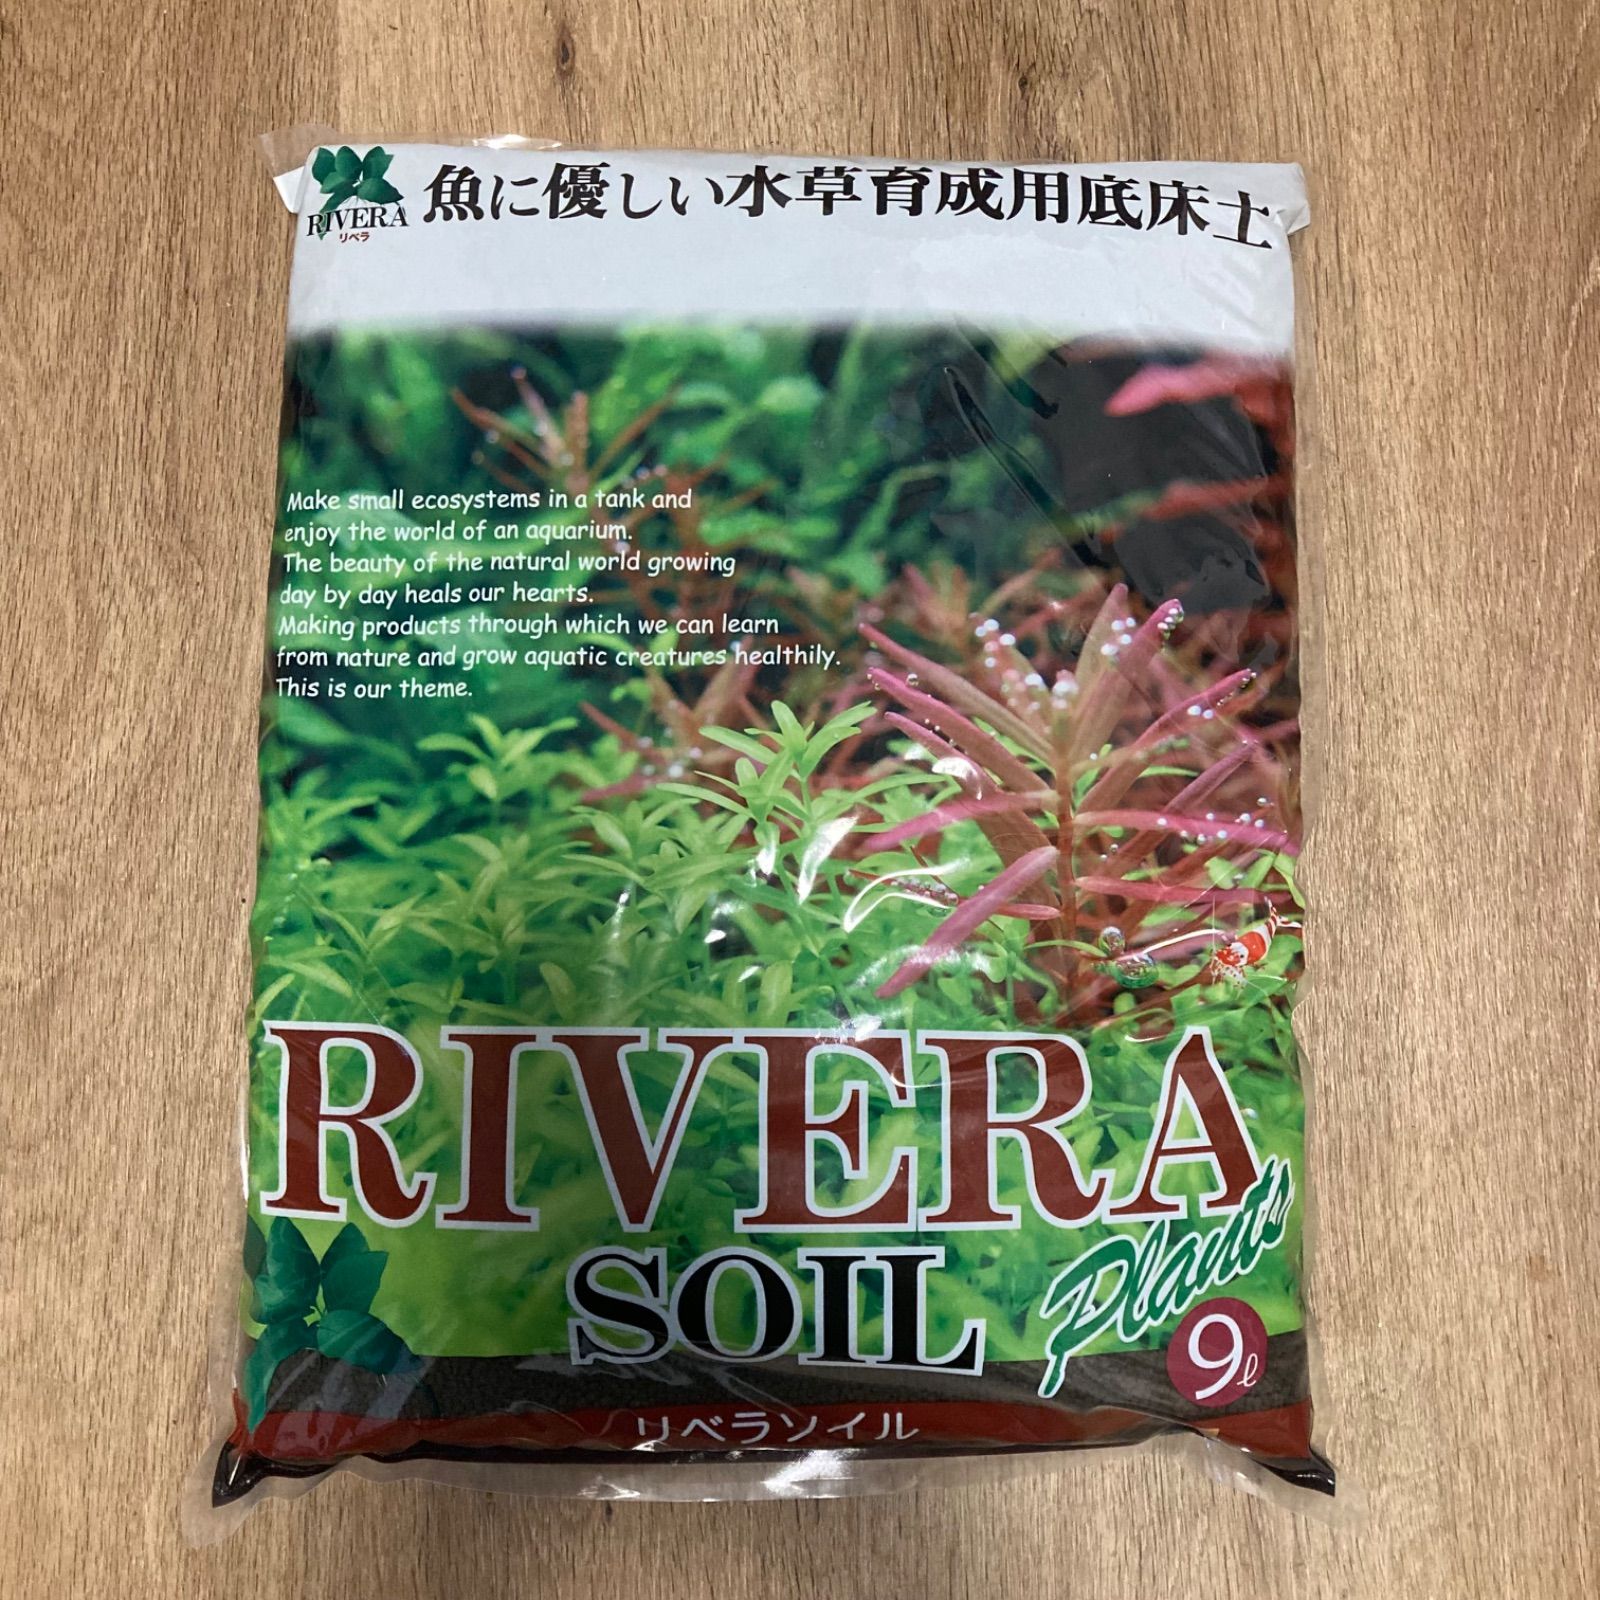 RIVERA
リベラ
魚に優しい水草育成用底床土
Make small ecosystems in a tank and
enjoy the world of an aquarium.
The beauty of the natural world growing
day by day heals our hearts.
Making products through which we can learn
from nature and grow aquatic creatures healthily.
This is our theme.
RIVERA
SOIL
Plants
9ℓ
リベラソイル